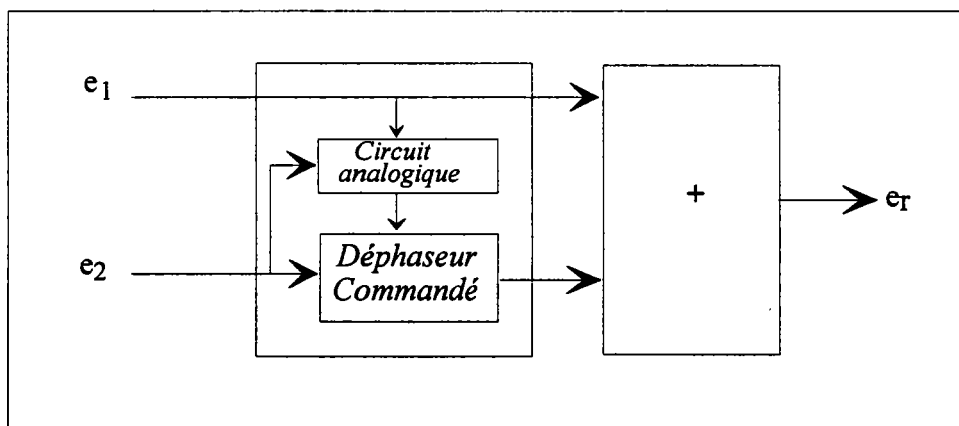 e1
Circuit
analogique
+
er
e2
Déphaseur
Commandé